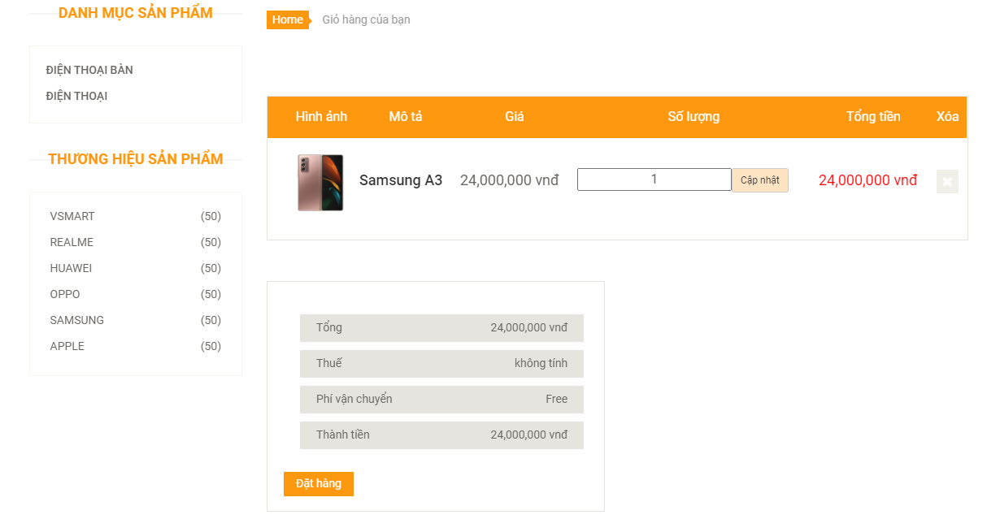 DANH MỤC SẢN PHẨM
ĐIỆN THOẠI BÀN
ĐIỆN THOẠI
THƯƠNG HIỆU SẢN PHẨM
VSMART (50)
REALME (50)
HUAWEI (50)
OPPO (50)
SAMSUNG (50)
APPLE (50)
Home Giỏ hàng của bạn
Hình ảnh Mô tả Giá Số lượng Tổng tiền Xóa
Samsung A3 24,000,000 vnđ 1 Cập nhật 24,000,000 vnđ
Tổng 24,000,000 vnđ
Thuế không tính
Phí vận chuyển Free
Thành tiền 24,000,000 vnđ
Đặt hàng